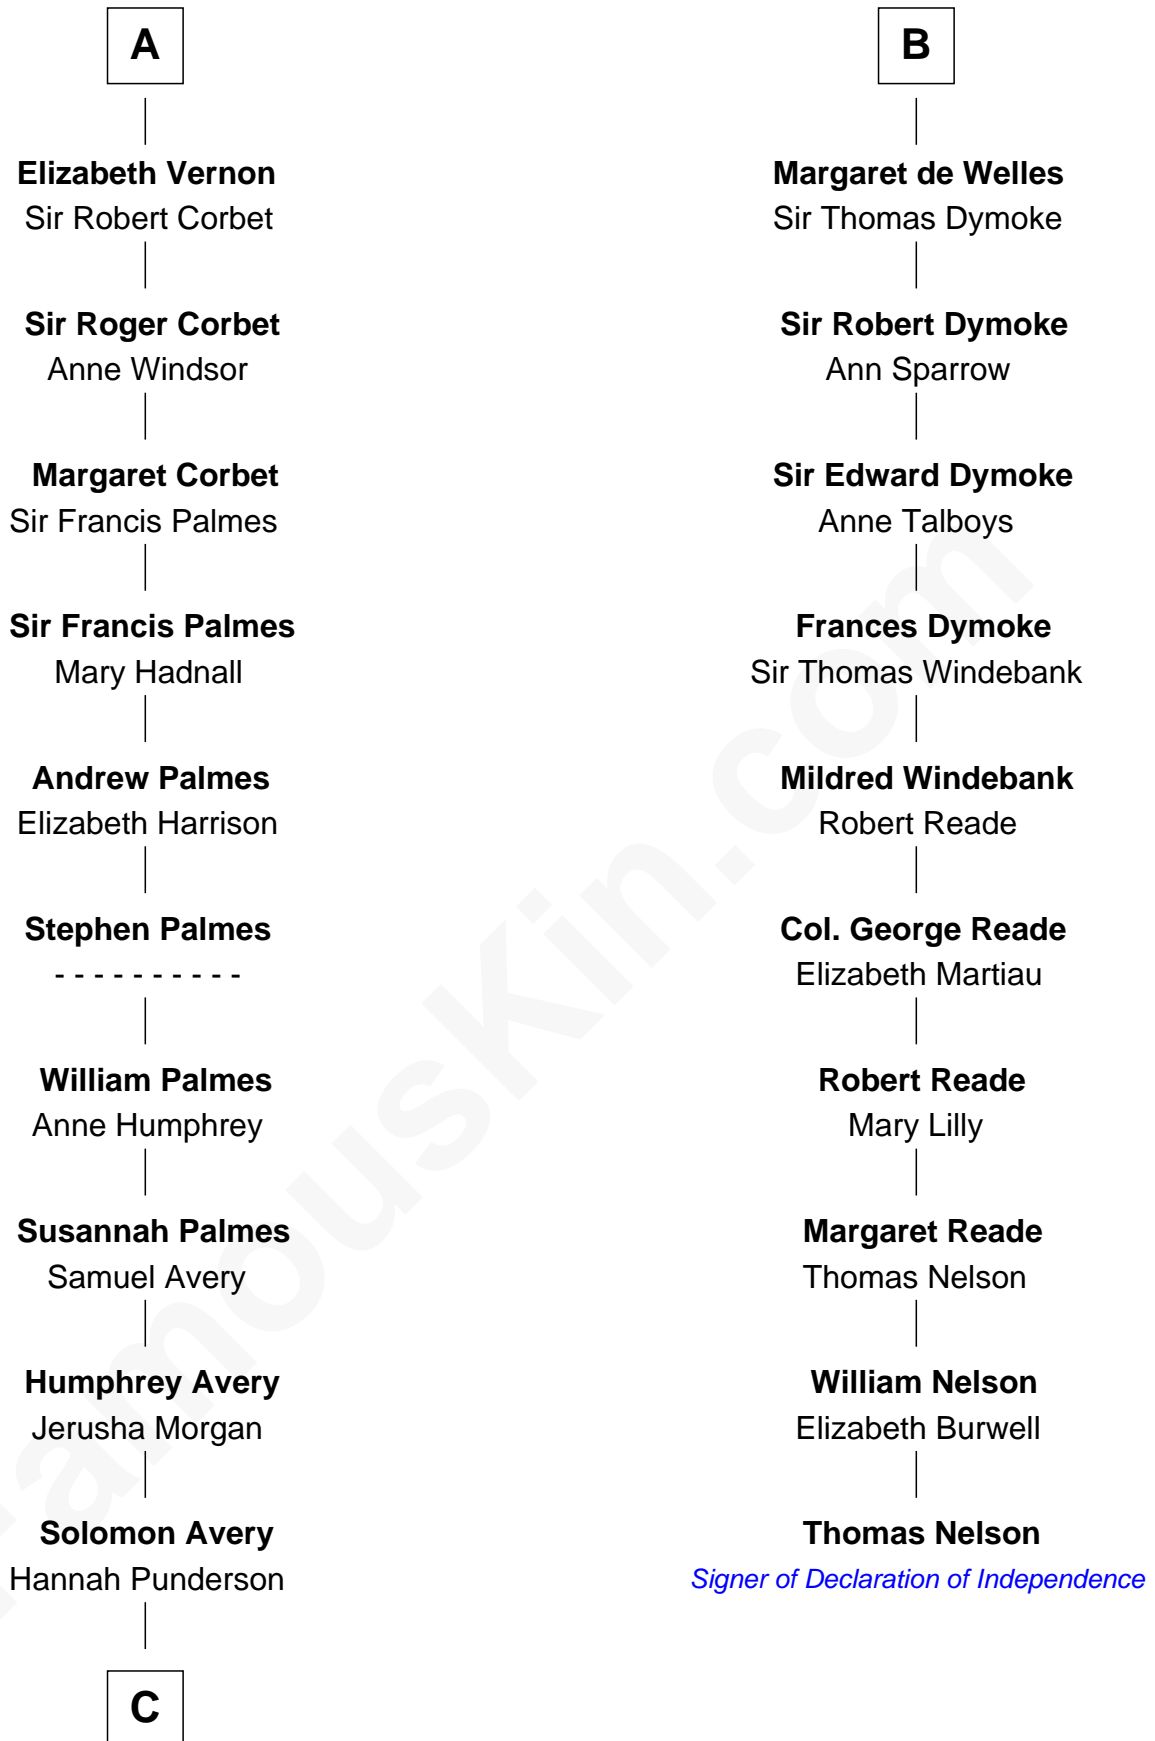 A
Elizabeth Vernon
Sir Robert Corbet
Sir Roger Corbet
Anne Windsor
Margaret Corbet
Sir Francis Palmes
Sir Francis Palmes
Mary Hadnall
Andrew Palmes
Elizabeth Harrison
Stephen Palmes
- - - - - - - - - -
William Palmes
Anne Humphrey
Susannah Palmes
Samuel Avery
Humphrey Avery
Jerusha Morgan
Solomon Avery
Hannah Punderson
C
B
Margaret de Welles
Sir Thomas Dymoke
Sir Robert Dymoke
Ann Sparrow
Sir Edward Dymoke
Anne Talboys
Frances Dymoke
Sir Thomas Windebank
Mildred Windebank
Robert Reade
Col. George Reade
Elizabeth Martiau
Robert Reade
Mary Lilly
Margaret Reade
Thomas Nelson
William Nelson
Elizabeth Burwell
Thomas Nelson
Signer of Declaration of Independence
FamousKin.com